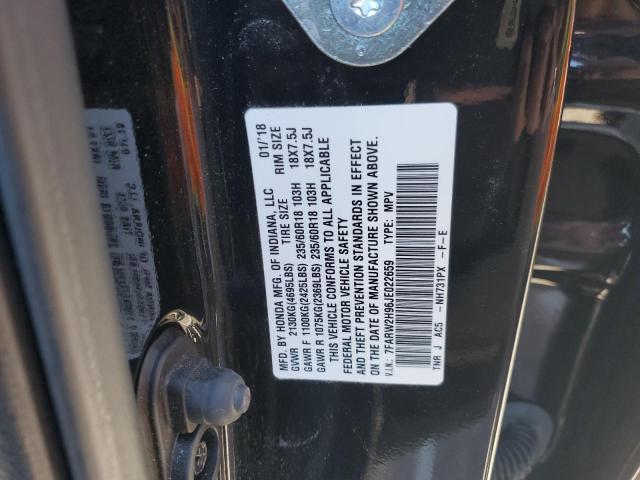 MFD. BY HONDA MFG. OF INDIANA, LLC 01/'18
GVWR 2130KG(4695LBS) TIRE SIZE RIM SIZE
GAWR F 1100KG(2425LBS) 235/60R18 103H 18X7.5J
GAWR R 1075KG(2369LBS) 235/60R18 103H 18X7.5J
THIS VEHICLE CONFORMS TO ALL APPLICABLE
FEDERAL MOTOR VEHICLE SAFETY
AND THEFT PREVENTION STANDARDS IN EFFECT
ON THE DATE OF MANUFACTURE SHOWN ABOVE.
V.I.N.: 7FARW2H96JE022659 TYPE: MPV
TNR J AC5 -NH731PX -F-E